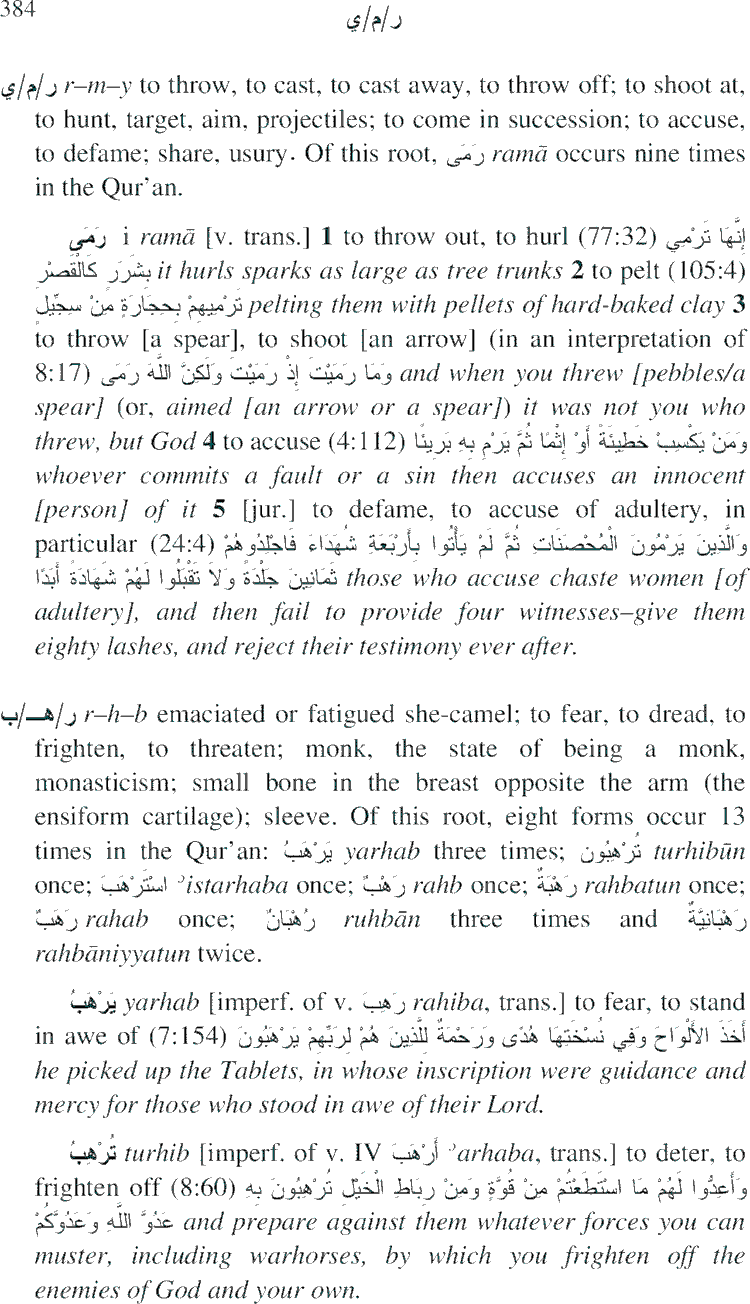 384
ر/م/ي
ر/م/ي r–m–y to throw, to cast, to cast away, to throw off; to shoot at,
to hunt, target, aim, projectiles; to come in succession; to accuse,
to defame; share, usury. Of this root, رَمَى ramā occurs nine times
in the Qur’an.
رَمَى i ramā [v. trans.] 1 to throw out, to hurl (77:32) إِنَّهَا تَرْمِي
بِشَرَرٍ كَالْقَصْرِ it hurls sparks as large as tree trunks 2 to pelt (105:4)
تَرْمِيهِمْ بِحِجَارَةٍ مِنْ سِجِّيلٍ pelting them with pellets of hard-baked clay 3
to throw [a spear], to shoot [an arrow] (in an interpretation of
8:17) وَمَا رَمَيْتَ إِذْ رَمَيْتَ وَلَكِنَّ اللَّهَ رَمَى and when you threw [pebbles/a
spear] (or, aimed [an arrow or a spear]) it was not you who
threw, but God 4 to accuse (4:112) وَمَنْ يَكْسِبْ خَطِيئَةً أَوْ إِثْمًا ثُمَّ يَرْمِ بِهِ بَرِيئًا
whoever commits a fault or a sin then accuses an innocent
[person] of it 5 [jur.] to defame, to accuse of adultery, in
particular (24:4) وَالَّذِينَ يَرْمُونَ الْمُحْصَنَاتِ ثُمَّ لَمْ يَأْتُوا بِأَرْبَعَةِ شُهَدَاءَ فَاجْلِدُوهُمْ
ثَمَانِينَ جَلْدَةً وَلاَ تَقْبَلُوا لَهُمْ شَهَادَةً أَبَدًا those who accuse chaste women [of
adultery], and then fail to provide four witnesses–give them
eighty lashes, and reject their testimony ever after.
ر/هـ/ب r–h–b emaciated or fatigued she-camel; to fear, to dread, to
frighten, to threaten; monk, the state of being a monk,
monasticism; small bone in the breast opposite the arm (the
ensiform cartilage); sleeve. Of this root, eight forms occur 13
times in the Qur’an: يَرْهَبُ yarhab three times; تُرْهِبُون turhibūn
once; اسْتَرْهَبَ ʾistarhaba once; رَهْبٌ rahb once; رَهْبَةٌ rahbatun once;
رَهَبٌ rahab once; رُهْبَانٌ ruhbān three times and رَهْبَانِيَّةٌ
rahbāniyyatun twice.
يَرْهَبُ yarhab [imperf. of v. رَهِبَ rahiba, trans.] to fear, to stand
in awe of (7:154) أَخَذَ الأَلْوَاحَ وَفِي نُسْخَتِهَا هُدًى وَرَحْمَةٌ لِلَّذِينَ هُمْ لِرَبِّهِمْ يَرْهَبُونَ
he picked up the Tablets, in whose inscription were guidance and
mercy for those who stood in awe of their Lord.
تُرْهِبُ turhib [imperf. of v. IV أَرْهَبَ ʾarhaba, trans.] to deter, to
frighten off (8:60) وَأَعِدُّوا لَهُمْ مَا اسْتَطَعْتُمْ مِنْ قُوَّةٍ وَمِنْ رِبَاطِ الْخَيْلِ تُرْهِبُونَ بِهِ
عَدُوَّ اللَّهِ وَعَدُوَّكُمْ and prepare against them whatever forces you can
muster, including warhorses, by which you frighten off the
enemies of God and your own.